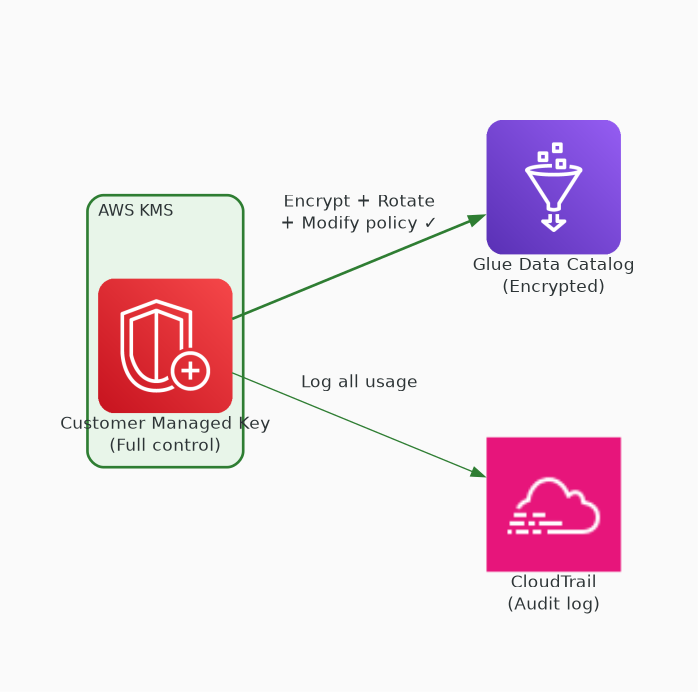 AWS KMS
Customer Managed Key
(Full control)
Encrypt + Rotate
+ Modify policy ✓
Glue Data Catalog
(Encrypted)
Log all usage
CloudTrail
(Audit log)